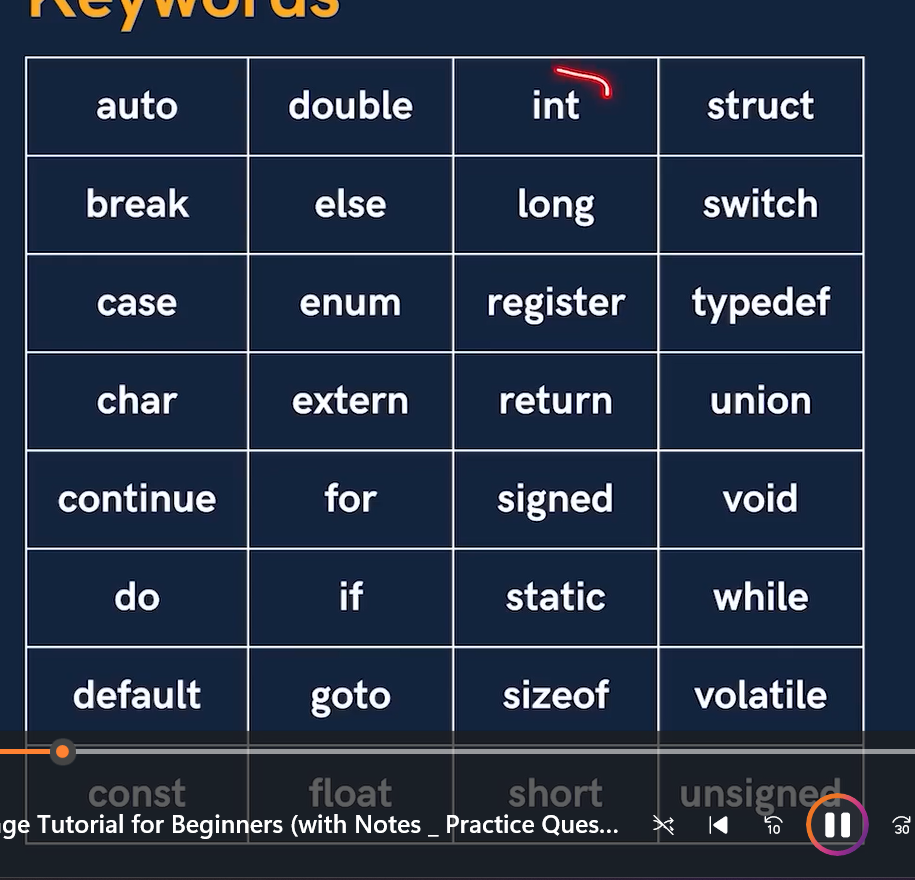 Keywords
auto double int struct
break else long switch
case enum register typedef
char extern return union
continue for signed void
do if static while
default goto sizeof volatile
const float short unsigned
ge Tutorial for Beginners (with Notes _ Practice Ques...
10 30